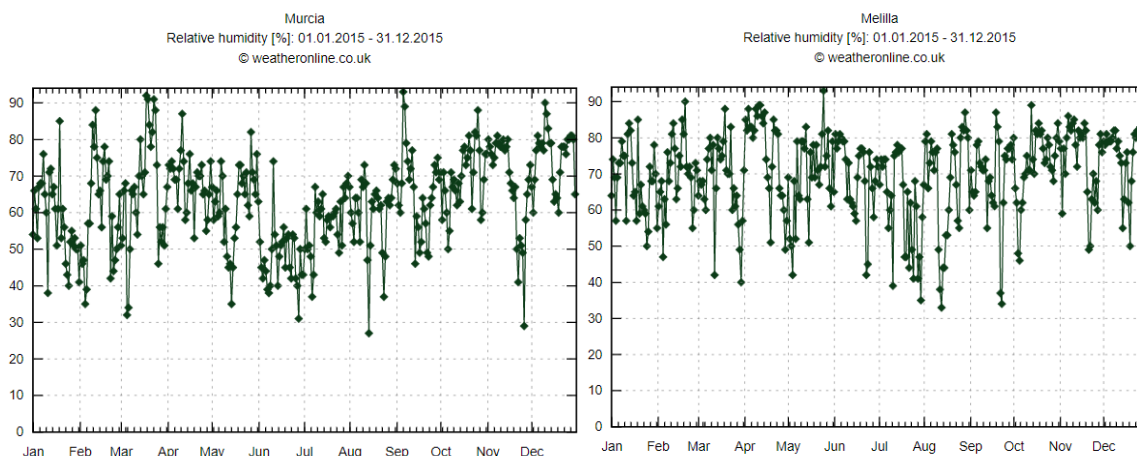 Murcia
Relative humidity [%]: 01.01.2015 - 31.12.2015
© weatheronline.co.uk
90
80
70
60
50
40
30
20
10
0
Jan Feb Mar Apr May Jun Jul Aug Sep Oct Nov Dec
Melilla
Relative humidity [%]: 01.01.2015 - 31.12.2015
© weatheronline.co.uk
90
80
70
60
50
40
30
20
10
0
Jan Feb Mar Apr May Jun Jul Aug Sep Oct Nov Dec